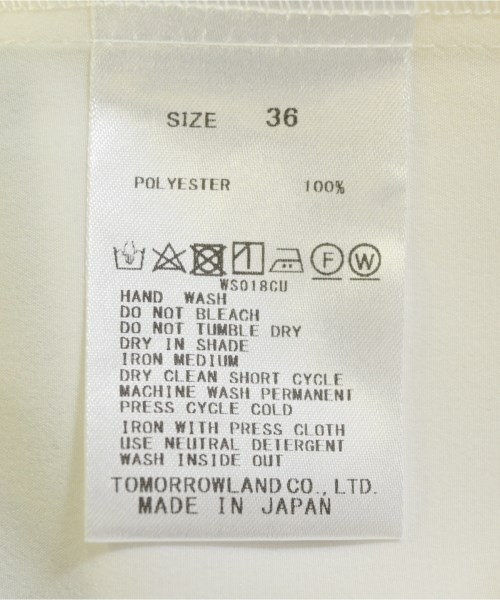 SIZE 36
POLYESTER 100%
F W
WS018CU
HAND WASH
DO NOT BLEACH
DO NOT TUMBLE DRY
DRY IN SHADE
IRON MEDIUM
DRY CLEAN SHORT CYCLE
MACHINE WASH PERMANENT
PRESS CYCLE COLD
IRON WITH PRESS CLOTH
USE NEUTRAL DETERGENT
WASH INSIDE OUT
TOMORROWLAND CO., LTD.
MADE IN JAPAN